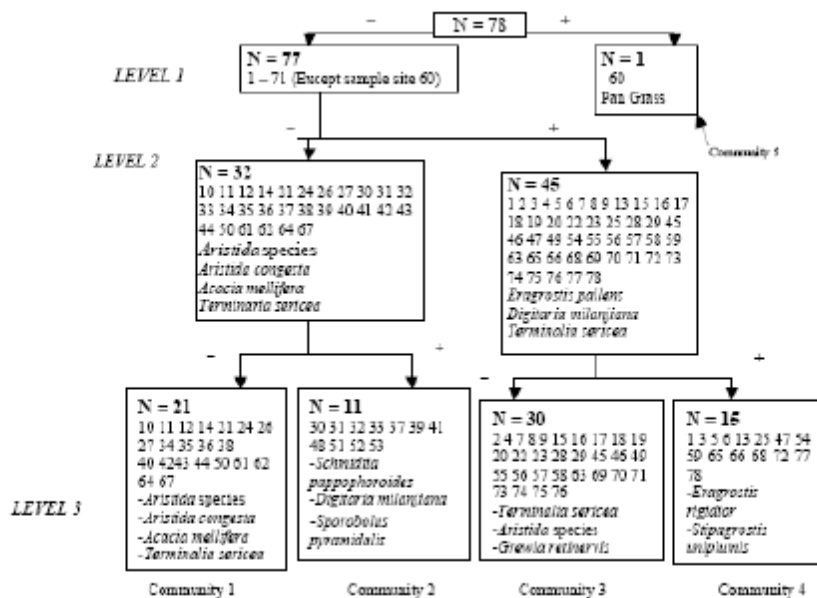 N = 78
– +
LEVEL 1
N = 77
1 – 71 (Except sample site 60)
N = 1
60
Pan Grass
Community 5
– +
LEVEL 2
N = 32
10 11 12 14 21 24 26 27 30 31 32
33 34 35 36 37 38 39 40 41 42 43
44 50 61 62 64 67
Aristida species
Aristida congesta
Acacia mellifera
Terminaria sericea
N = 45
1 2 3 4 5 6 7 8 9 13 15 16 17
18 19 20 22 23 25 28 29 45
46 47 49 54 55 56 57 58 59
63 65 66 68 69 70 71 72 73
74 75 76 77 78
Eragrostis pallens
Digitaria milanjiana
Terminalia sericea
– +
– +
LEVEL 3
N = 21
10 11 12 14 21 24 26
27 34 35 36 38
40 4243 44 50 61 62
64 67
-Aristida species
-Aristida congesta
-Acacia mellifera
-Terminalia sericea
Community 1
N = 11
30 31 32 33 37 39 41
48 51 52 53
-Schmidtia
pappophoroides
-Digitaria milanjiana
-Sporobolus
pyramidalis
Community 2
N = 30
2 4 7 8 9 15 16 17 18 19
20 22 23 28 29 45 46 49
55 56 57 58 63 69 70 71
73 74 75 76
-Terminalia sericea
-Aristida species
-Grewia retinervis
Community 3
N = 15
1 3 5 6 13 25 47 54
59 65 66 68 72 77
78
-Eragrostis
rigidior
-Stipagrostis
uniplumis
Community 4